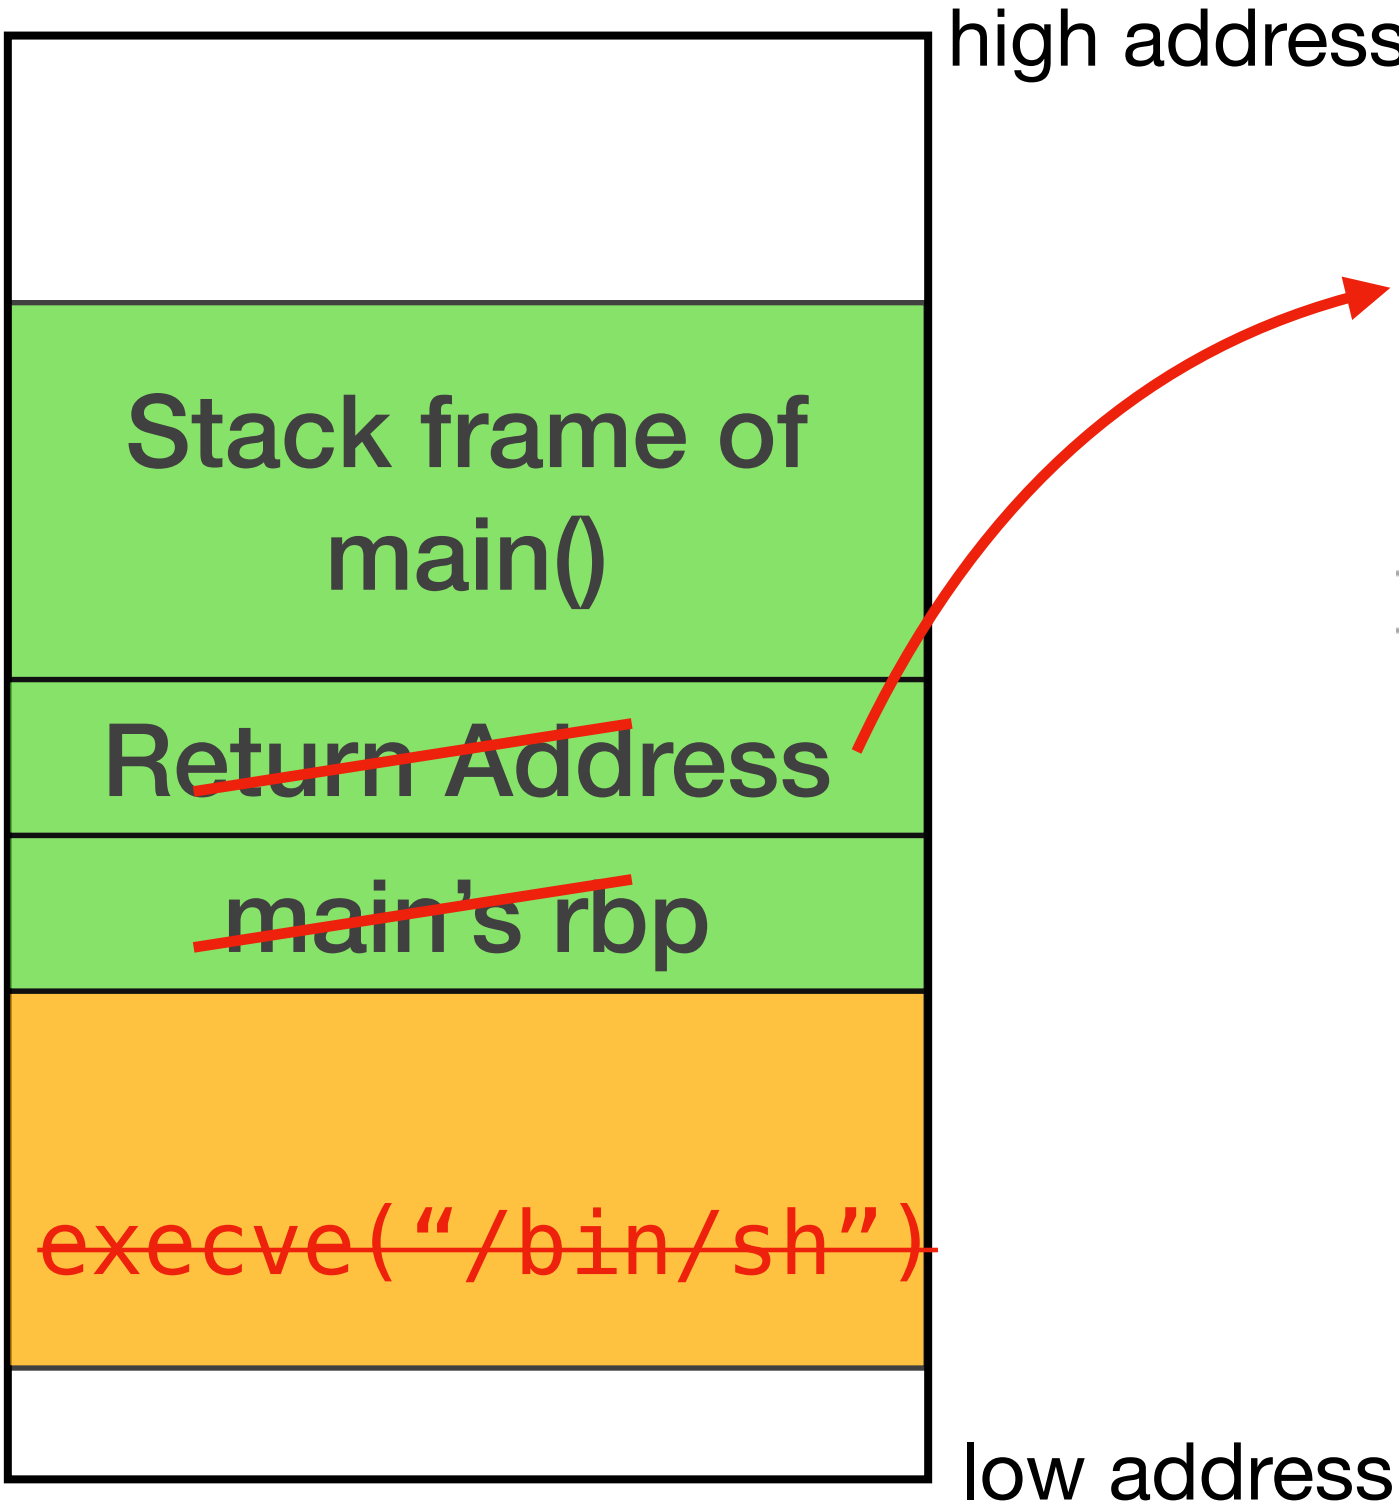 high address
Stack frame of
main()
Return Address
main’s rbp
execve(“/bin/sh”)
low address